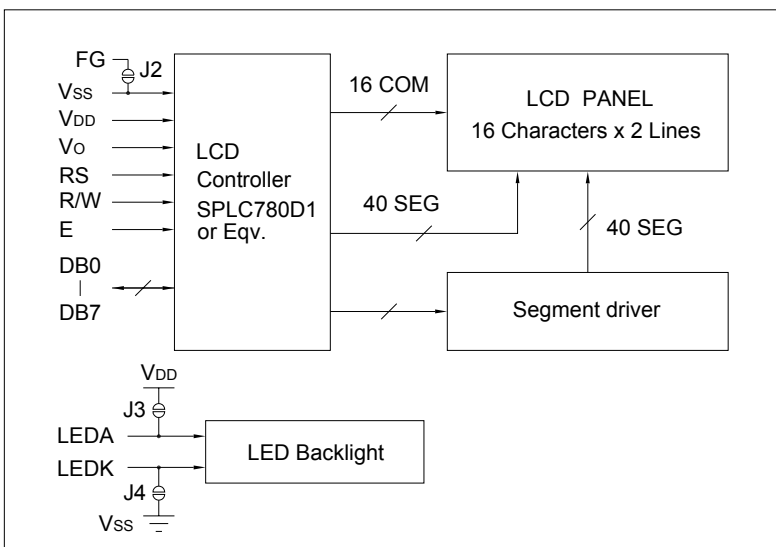 FG
J2
VSS
VDD
VO
RS
R/W
E
DB0
DB7
LCD
Controller
SPLC780D1
or Eqv.
16 COM
40 SEG
LCD PANEL
16 Characters x 2 Lines
40 SEG
Segment driver
VDD
J3
LEDA
LEDK
J4
VSS
LED Backlight